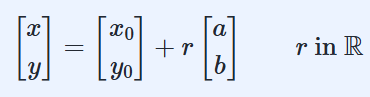 [x y] = [x₀ y₀] + r [a b]    r in ℝ